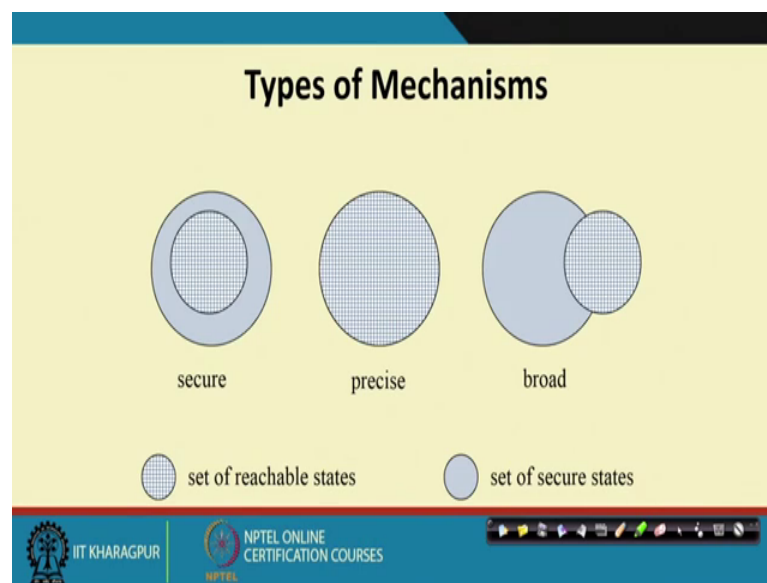 Types of Mechanisms
secure
precise
broad
set of reachable states
set of secure states
IIT KHARAGPUR
NPTEL
NPTEL ONLINE
CERTIFICATION COURSES